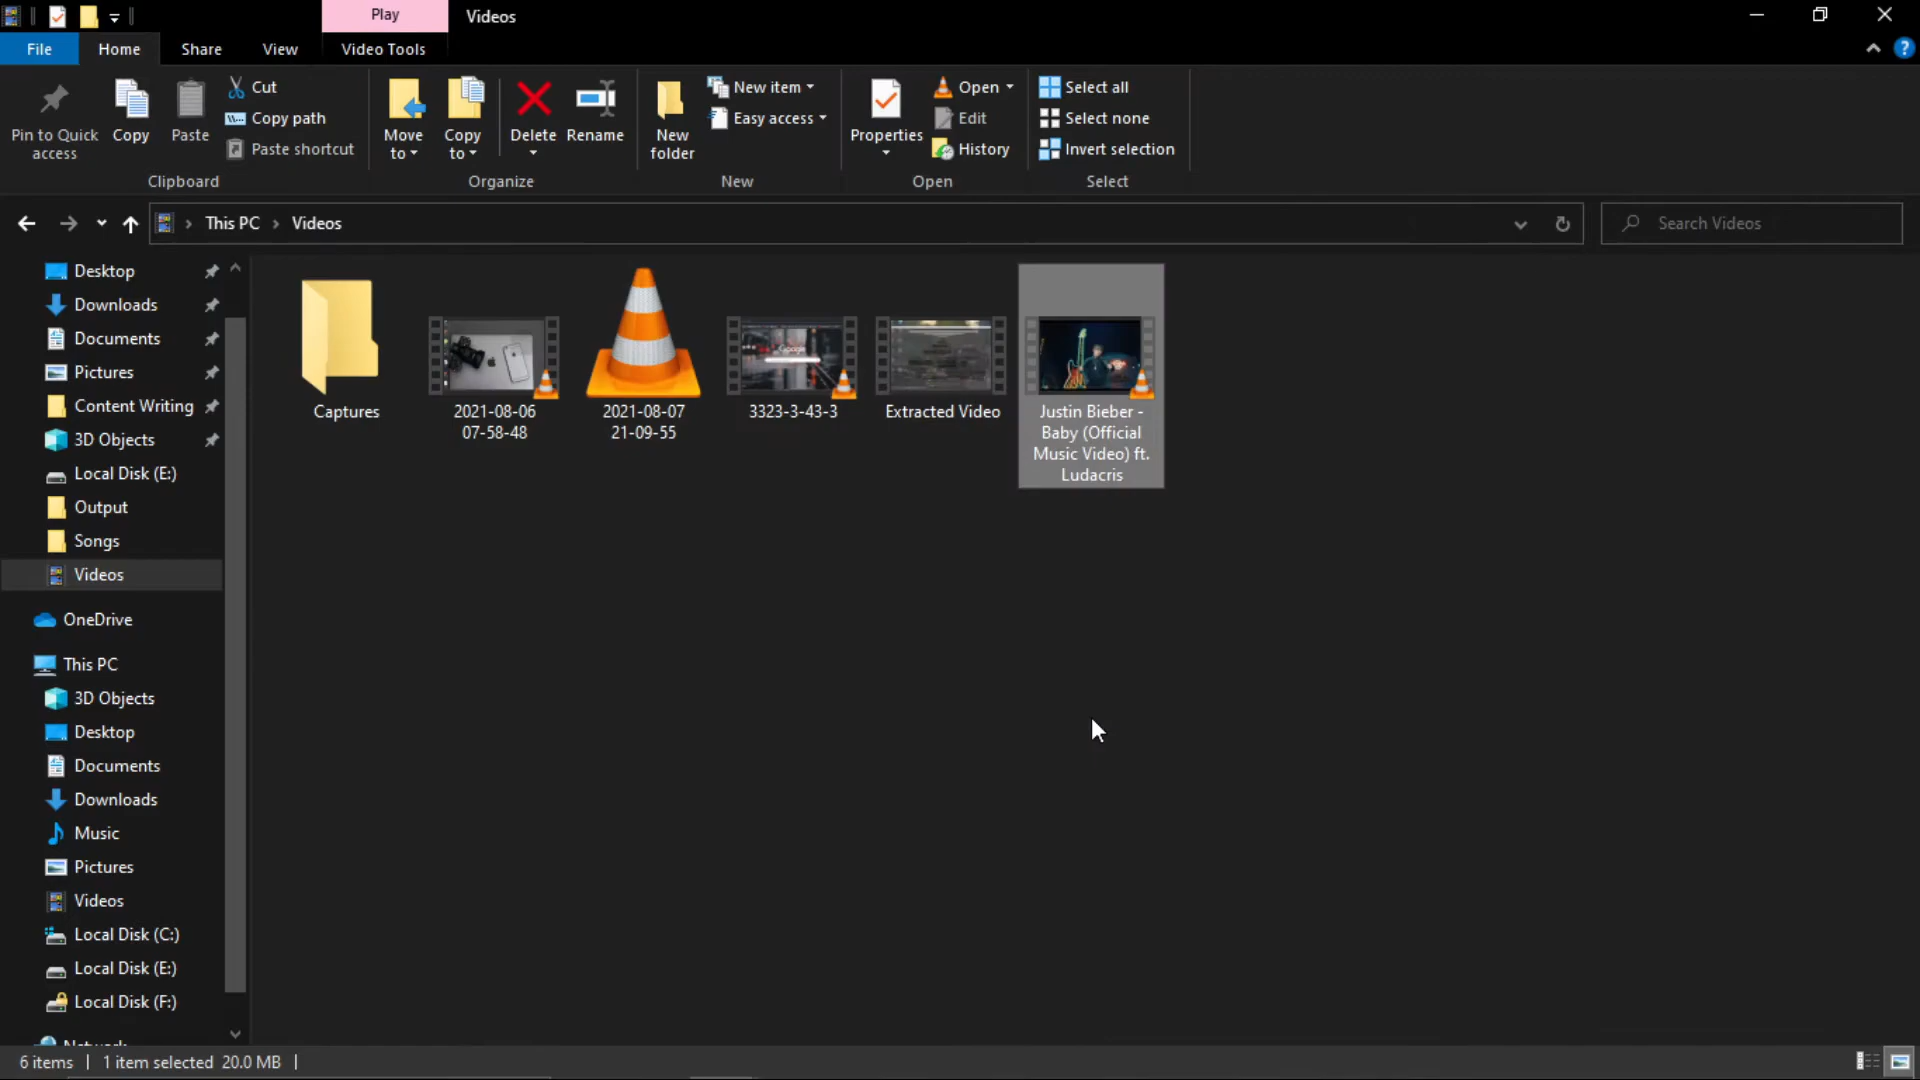 Play
Videos
File
Home
Share
View
Video Tools
Pin to Quick
access
Copy
Paste
Cut
Copy path
Paste shortcut
Clipboard
Move
to
Copy
to
Delete
Rename
Organize
New
folder
New item
Easy access
New
Properties
Open
Edit
History
Open
Select all
Select none
Invert selection
Select
This PC
Videos
Search Videos
Desktop
Downloads
Documents
Pictures
Content Writing
3D Objects
Local Disk (E:)
Output
Songs
Videos
OneDrive
This PC
3D Objects
Desktop
Documents
Downloads
Music
Pictures
Videos
Local Disk (C:)
Local Disk (E:)
Local Disk (F:)
Network
Captures
2021-08-06
07-58-48
2021-08-07
21-09-55
3323-3-43-3
Extracted Video
Justin Bieber -
Baby (Official
Music Video) ft.
Ludacris
6 items
1 item selected 20.0 MB